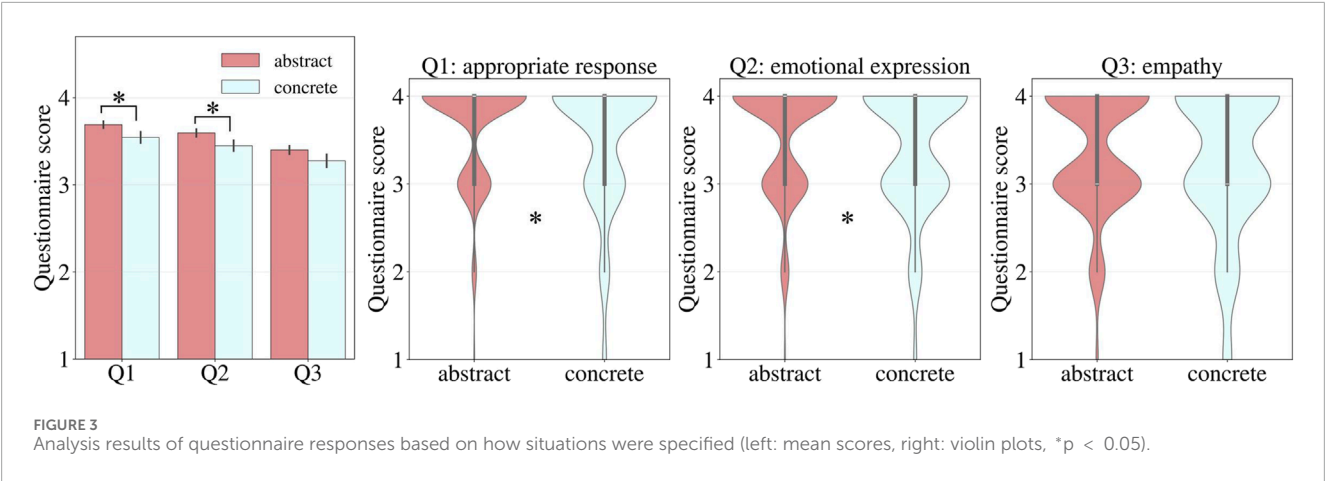 abstract
concrete
*
*
Questionnaire score
4
3
2
1
Q1
Q2
Q3
Q1: appropriate response
Questionnaire score
4
3
2
1
*
abstract
concrete
Q2: emotional expression
Questionnaire score
4
3
2
1
*
abstract
concrete
Q3: empathy
Questionnaire score
4
3
2
1
abstract
concrete
FIGURE 3
Analysis results of questionnaire responses based on how situations were specified (left: mean scores, right: violin plots, *p < 0.05).